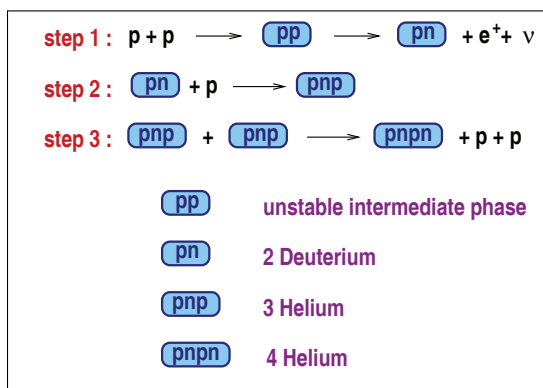 step 1 : p + p pp pn + e+ + ν
step 2 : pn + p pnp
step 3 : pnp + pnp pnpn + p + p
pp unstable intermediate phase
pn 2 Deuterium
pnp 3 Helium
pnpn 4 Helium